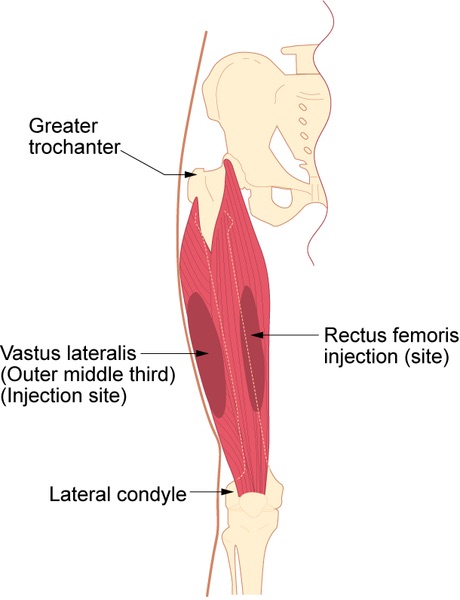 Greater
trochanter
Vastus lateralis
(Outer middle third)
(Injection site)
Rectus femoris
injection (site)
Lateral condyle